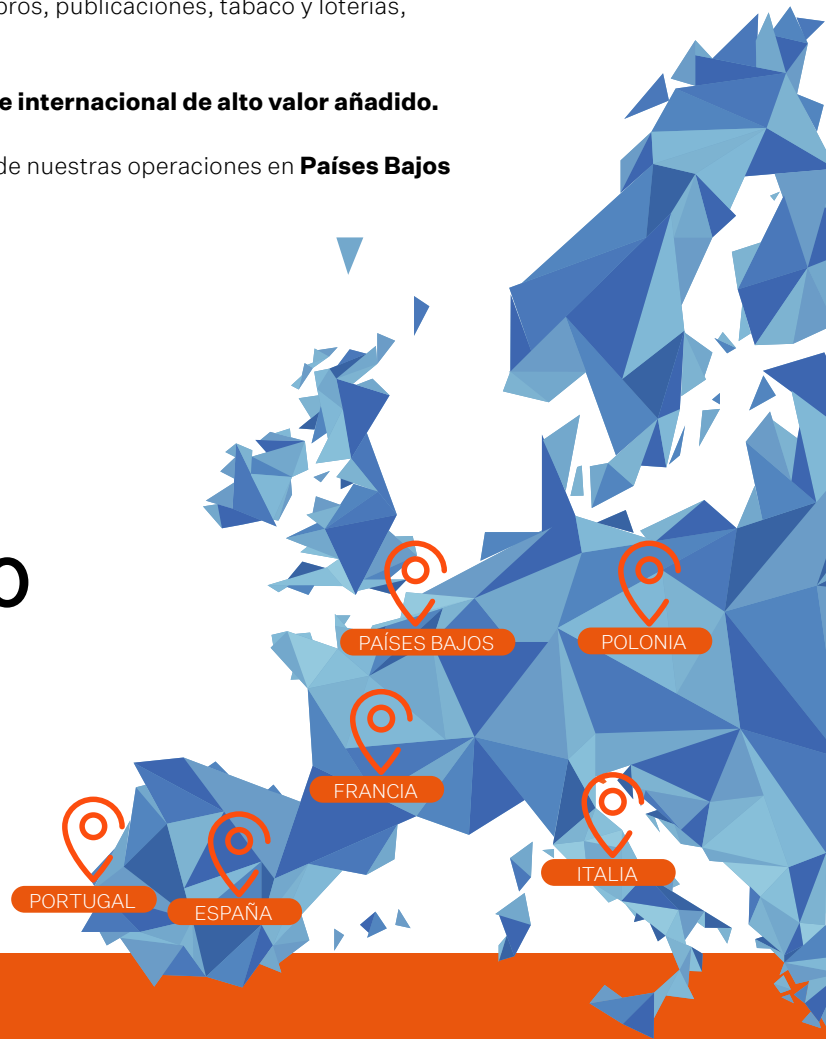 publicaciones, tabaco y loterías,
internacional de alto valor añadido.
de nuestras operaciones en Países Bajos
PAÍSES BAJOS
POLONIA
FRANCIA
ITALIA
PORTUGAL
ESPAÑA